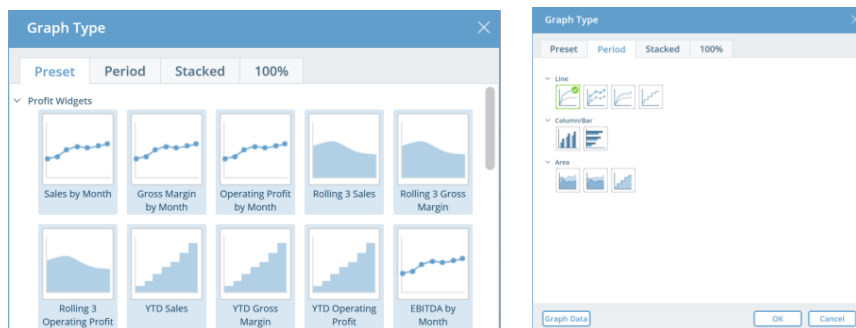 Graph Type
Preset Period Stacked 100%
Profit Widgets
Sales by Month
Gross Margin
by Month
Operating Profit
by Month
Rolling 3 Sales
Rolling 3 Gross
Margin
Rolling 3
Operating Profit
YTD Sales
YTD Gross
Margin
YTD Operating
Profit
EBITDA by
Month
Graph Type
Preset Period Stacked 100%
Line
Column/Bar
Area
Graph Data
OK
Cancel